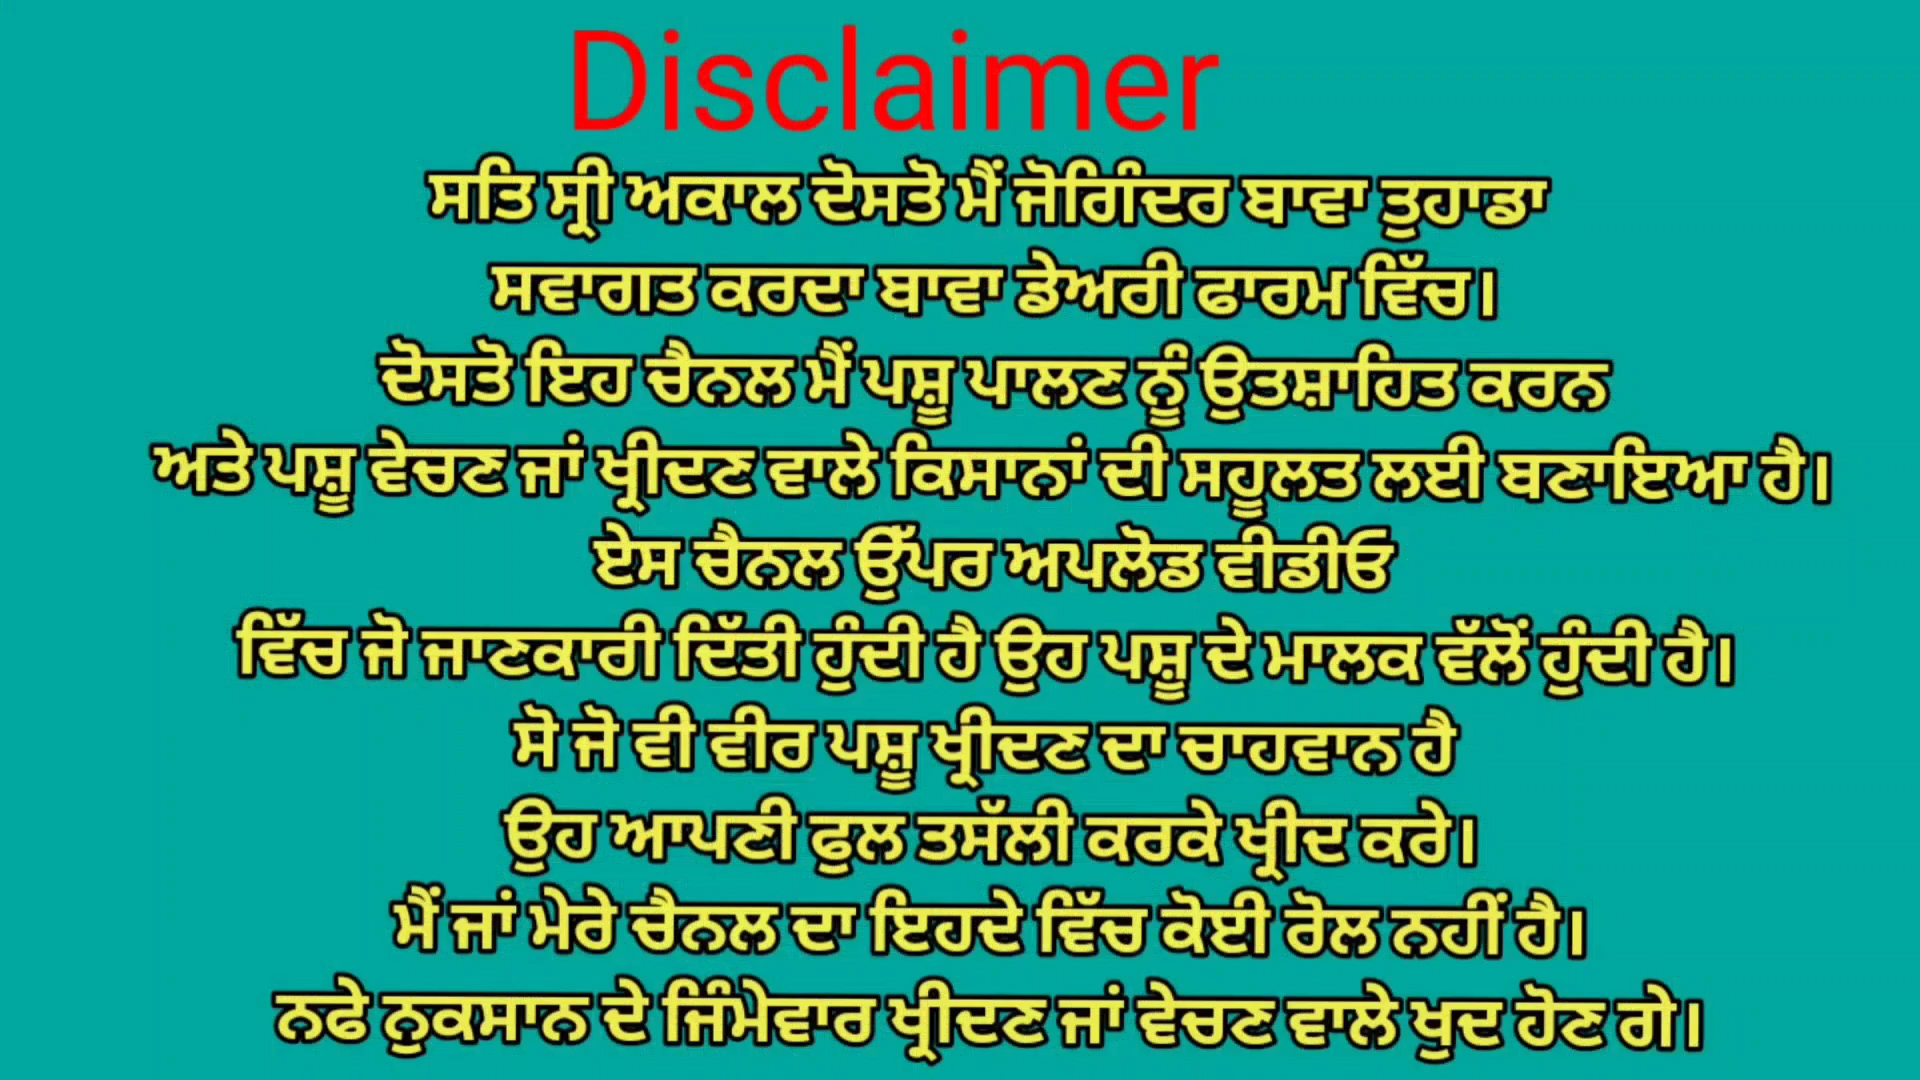 Disclaimer
ਸਤਿ ਸ੍ਰੀ ਅਕਾਲ ਦੋਸਤੋ ਮੈਂ ਜੋਗਿੰਦਰ ਬਾਵਾ ਤੁਹਾਡਾ
ਸਵਾਗਤ ਕਰਦਾ ਬਾਵਾ ਡੇਅਰੀ ਫਾਰਮ ਵਿੱਚ।
ਦੋਸਤੋ ਇਹ ਚੈਨਲ ਮੈਂ ਪਸ਼ੂ ਪਾਲਣ ਨੂੰ ਉਤਸ਼ਾਹਿਤ ਕਰਨ
ਅਤੇ ਪਸ਼ੂ ਵੇਚਣ ਜਾਂ ਖ੍ਰੀਦਣ ਵਾਲੇ ਕਿਸਾਨਾਂ ਦੀ ਸਹੂਲਤ ਲਈ ਬਣਾਇਆ ਹੈ।
ਏਸ ਚੈਨਲ ਉੱਪਰ ਅਪਲੋਡ ਵੀਡੀਓ
ਵਿੱਚ ਜੋ ਜਾਣਕਾਰੀ ਦਿੱਤੀ ਹੁੰਦੀ ਹੈ ਉਹ ਪਸ਼ੂ ਦੇ ਮਾਲਕ ਵੱਲੋਂ ਹੁੰਦੀ ਹੈ।
ਸੋ ਜੋ ਵੀ ਵੀਰ ਪਸ਼ੂ ਖ੍ਰੀਦਣ ਦਾ ਚਾਹਵਾਨ ਹੈ
ਉਹ ਆਪਣੀ ਫੁਲ ਤਸੱਲੀ ਕਰਕੇ ਖ੍ਰੀਦ ਕਰੇ।
ਮੈਂ ਜਾਂ ਮੇਰੇ ਚੈਨਲ ਦਾ ਇਹਦੇ ਵਿੱਚ ਕੋਈ ਰੋਲ ਨਹੀਂ ਹੈ।
ਨਫੇ ਨੁਕਸਾਨ ਦੇ ਜਿੰਮੇਵਾਰ ਖ੍ਰੀਦਣ ਜਾਂ ਵੇਚਣ ਵਾਲੇ ਖੁਦ ਹੋਣ ਗੇ।